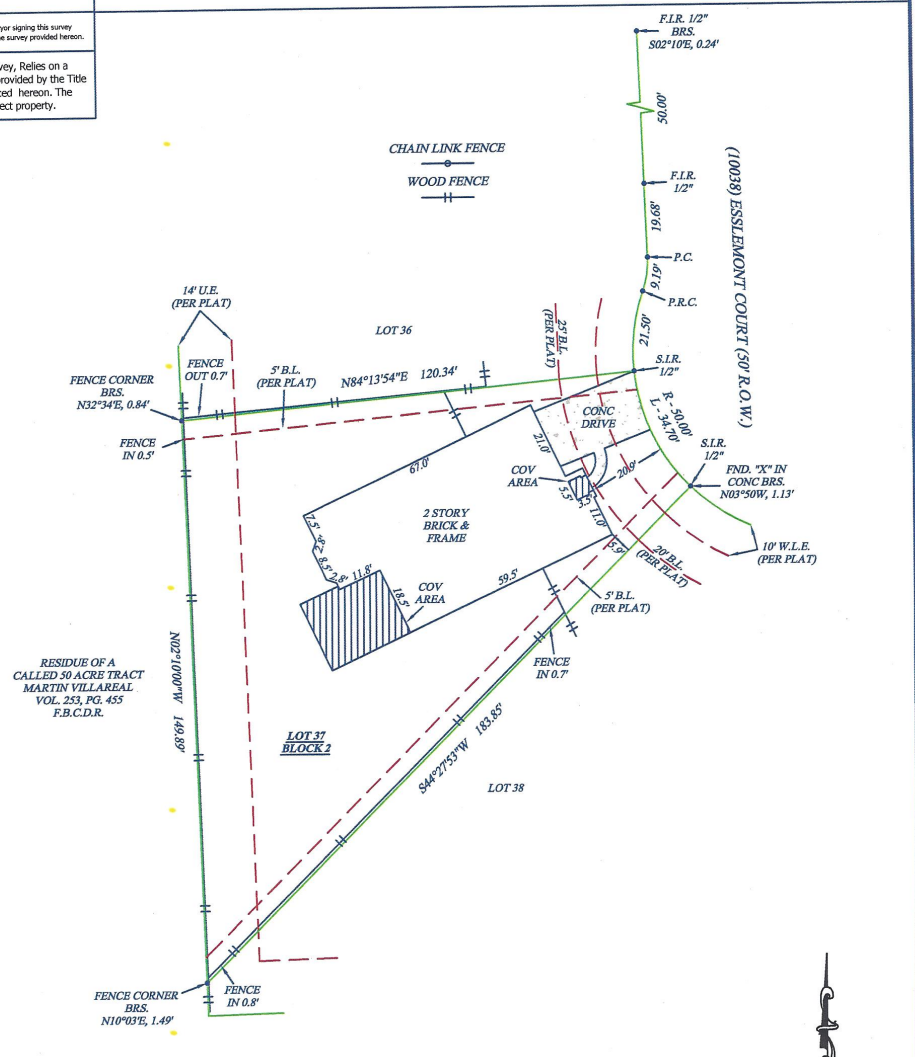 yor signing this survey
e survey provided hereon.
vey, Relies on a
rovided by the Title
ted hereon. The
ect property.
F.I.R. 1/2"
BRS.
S02°10'E, 0.24'
50.00'
CHAIN LINK FENCE
WOOD FENCE
F.I.R.
1/2"
19.68'
P.C.
9.19'
P.R.C.
21.50'
(10038) ESSLEMONT COURT (50' R.O.W.)
14' U.E.
(PER PLAT)
LOT 36
25' B.L.
(PER PLAT)
S.I.R.
1/2"
FENCE
OUT 0.7'
5' B.L.
(PER PLAT)
N84°13'54"E 120.34'
FENCE CORNER
BRS.
N32°34'E, 0.84'
R - 50.00'
L - 34.70'
CONC
DRIVE
FENCE
IN 0.5'
21.0'
S.I.R.
1/2"
67.0'
COV
AREA
20.9'
FND. "X" IN
CONC BRS.
N03°50W, 1.13'
5.5'
5.5'
11.0'
2 STORY
BRICK &
FRAME
7.5'
8.5'
2.8'
11.8'
18.5'
COV
AREA
59.5'
5.9'
20' B.L.
(PER PLAT)
10' W.L.E.
(PER PLAT)
5' B.L.
(PER PLAT)
FENCE
IN 0.7'
RESIDUE OF A
CALLED 50 ACRE TRACT
MARTIN VILLAREAL
VOL. 253, PG. 455
F.B.C.D.R.
N02°10'00"W 149.89'
LOT 37
BLOCK 2
S44°27'53"W 183.85'
LOT 38
FENCE CORNER
BRS.
N10°03'E, 1.49'
FENCE
IN 0.8'